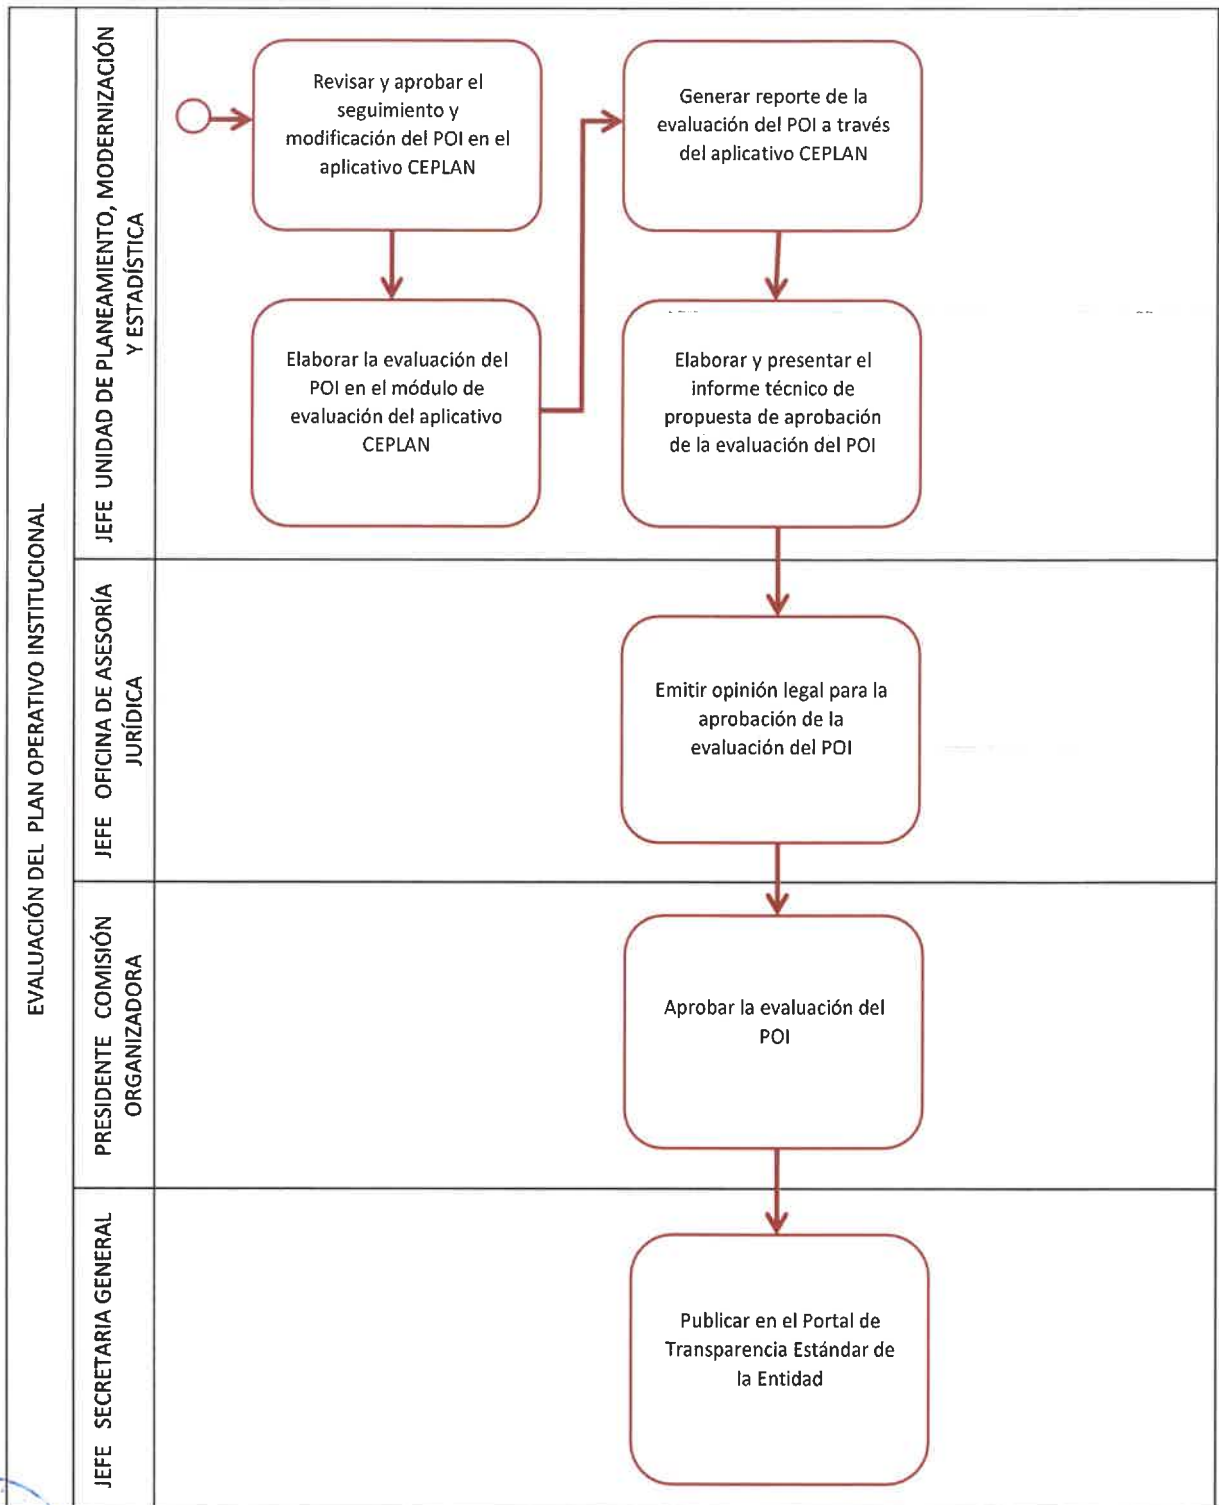 EVALUACIÓN DEL PLAN OPERATIVO INSTITUCIONAL
JEFE UNIDAD DE PLANEAMIENTO, MODERNIZACIÓN
Y ESTADÍSTICA
Revisar y aprobar el
seguimiento y
modificación del POI en el
aplicativo CEPLAN
Elaborar la evaluación del
POI en el módulo de
evaluación del aplicativo
CEPLAN
Generar reporte de la
evaluación del POI a través
del aplicativo CEPLAN
Elaborar y presentar el
informe técnico de
propuesta de aprobación
de la evaluación del POI
JEFE OFICINA DE ASESORÍA
JURÍDICA
Emitir opinión legal para la
aprobación de la
evaluación del POI
PRESIDENTE COMISIÓN
ORGANIZADORA
Aprobar la evaluación del
POI
JEFE SECRETARIA GENERAL
Publicar en el Portal de
Transparencia Estándar de
la Entidad